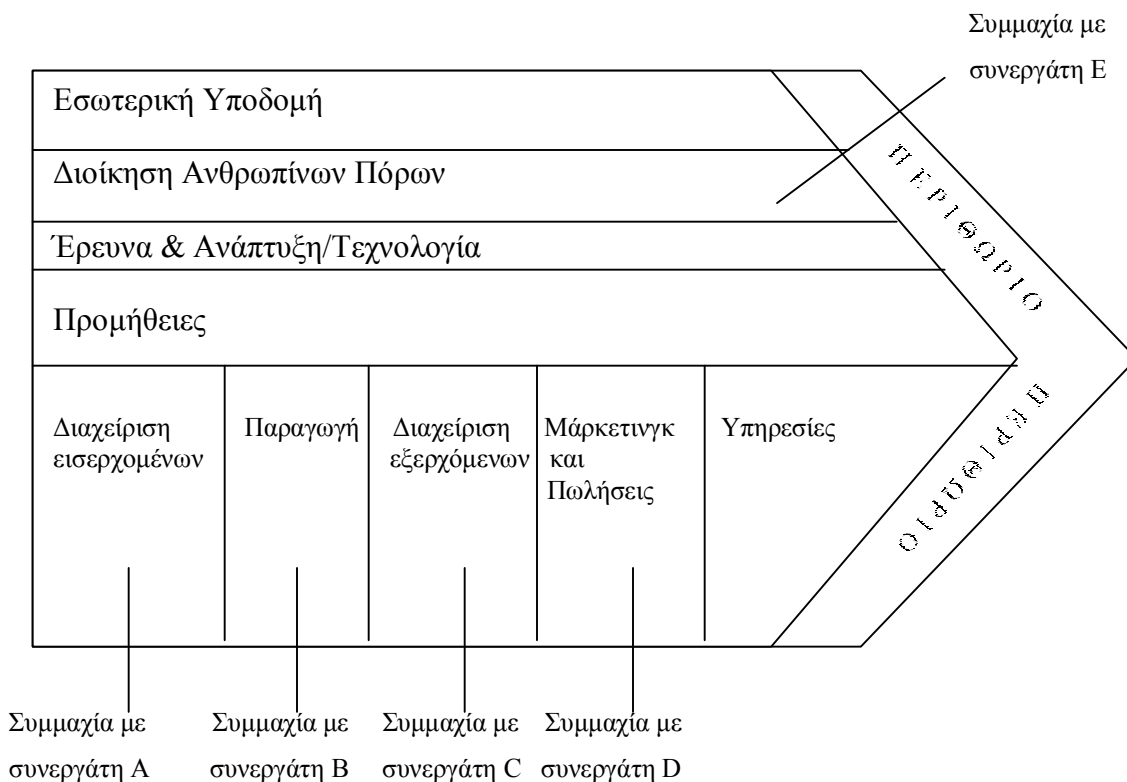 Συμμαχία με
συνεργάτη E
Εσωτερική Υποδομή
Διοίκηση Ανθρωπίνων Πόρων
Έρευνα & Ανάπτυξη/Τεχνολογία
Προμήθειες
ΠΕΡΙΘΩΡΙΟ
ΠΕΡΙΘΩΡΙΟ
Διαχείριση
εισερχομένων
Παραγωγή
Διαχείριση
εξερχόμενων
Μάρκετινγκ
και
Πωλήσεις
Υπηρεσίες
Συμμαχία με
συνεργάτη A
Συμμαχία με
συνεργάτη B
Συμμαχία με
συνεργάτη C
Συμμαχία με
συνεργάτη D